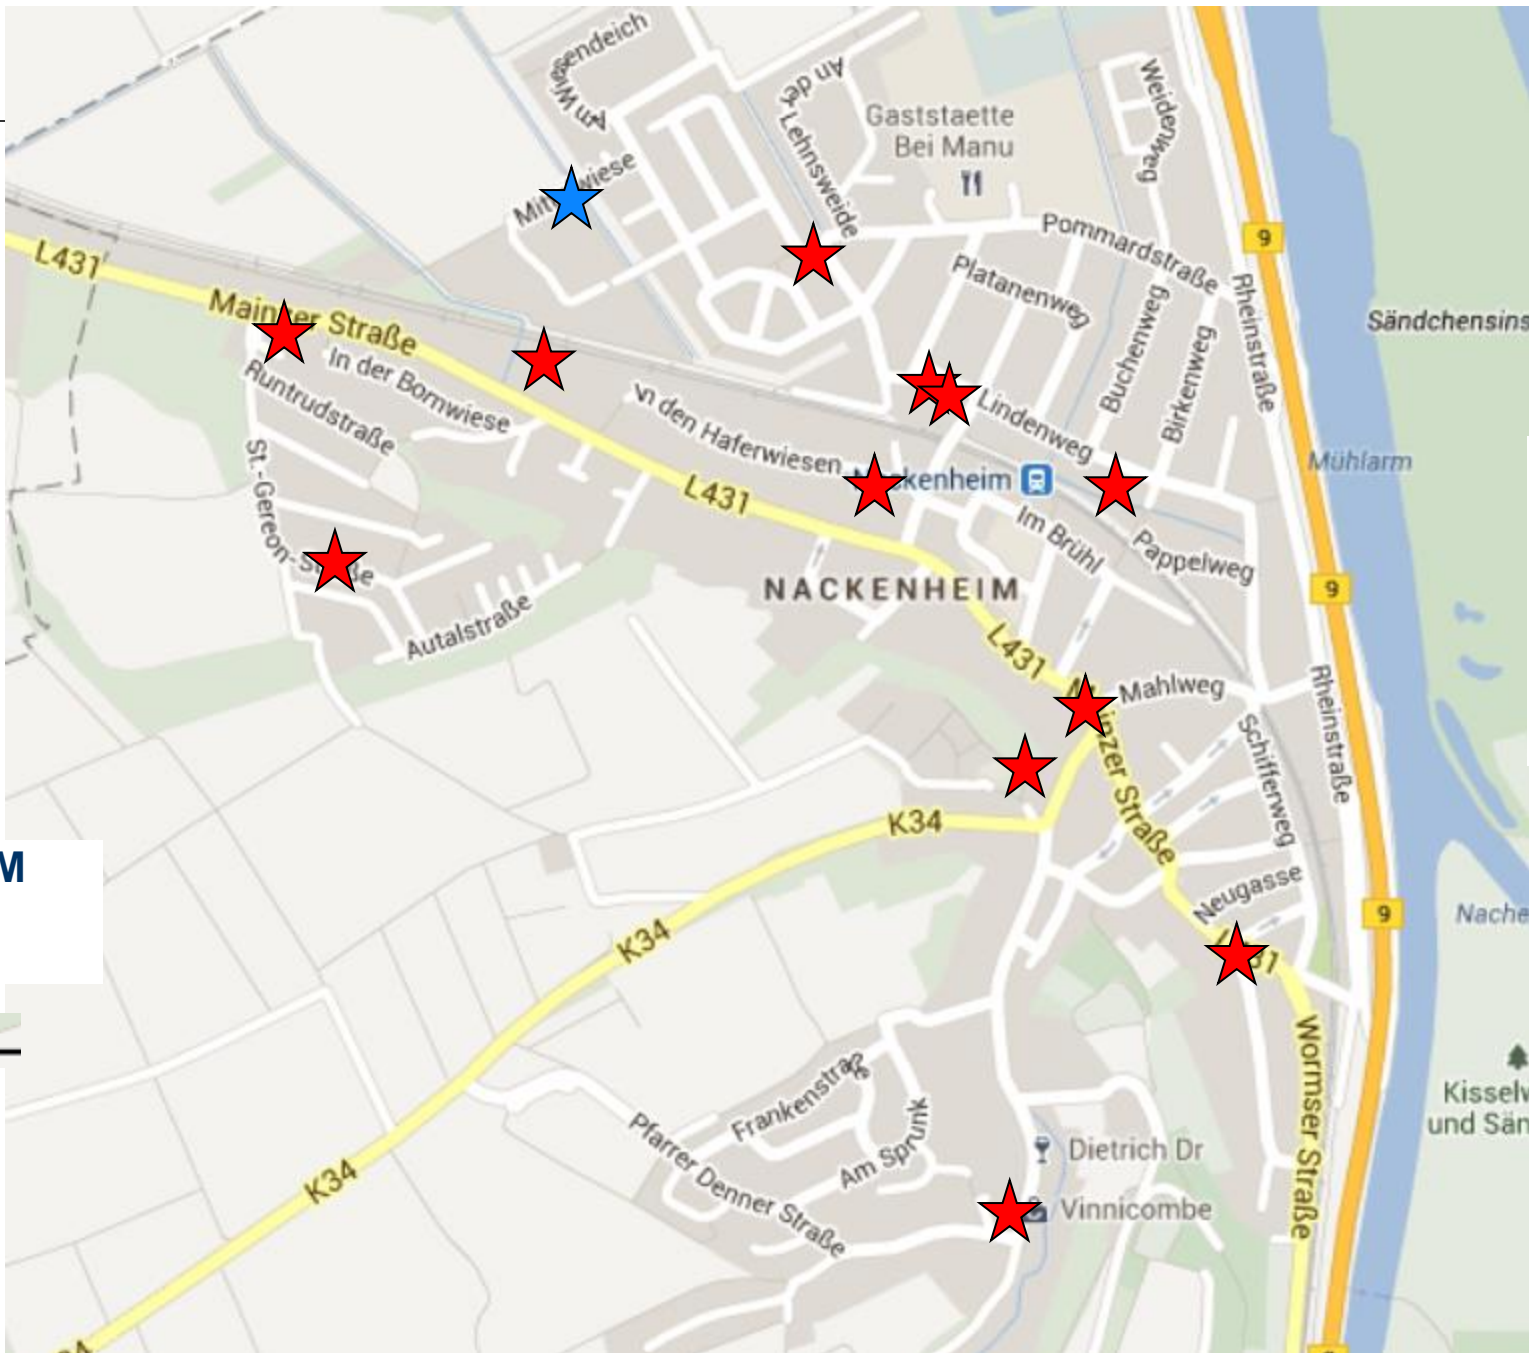 Am Wiesendeich
An der Lehnsweide
Weidenweg
Gaststaette
Bei Manu
9
Pommardstraße
L431
Mainzer Straße
Platanenweg
Rheinstraße
Sändchensins
Runtrudstraße
In der Bornwiese
Buchenweg
Birkenweg
n den Haferwiesen
Lindenweg
Mühlarm
St.-Gereon-
L431
Im Brühl
Pappelweg
NACKENHEIM
9
Autalstraße
L431
Mahlweg
Rheinstraße
Schifferweg
Mainzer Straße
K34
M
Neugasse
9
Nache
K34
Wormser Straße
Frankenstraße
Am Sprunk
Pfarrer Denner Straße
Kisselw
und Sän
Dietrich Dr
K34
Vinnicombe